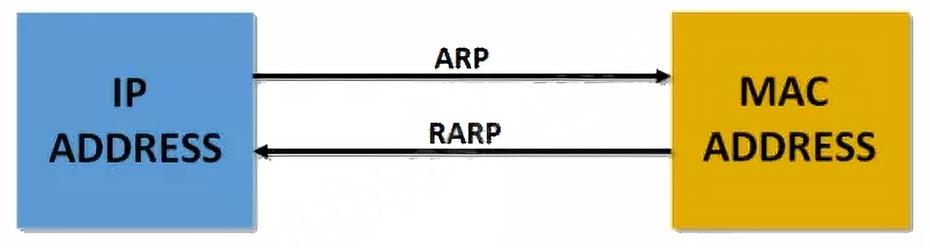 IP
ADDRESS
ARP
RARP
MAC
ADDRESS